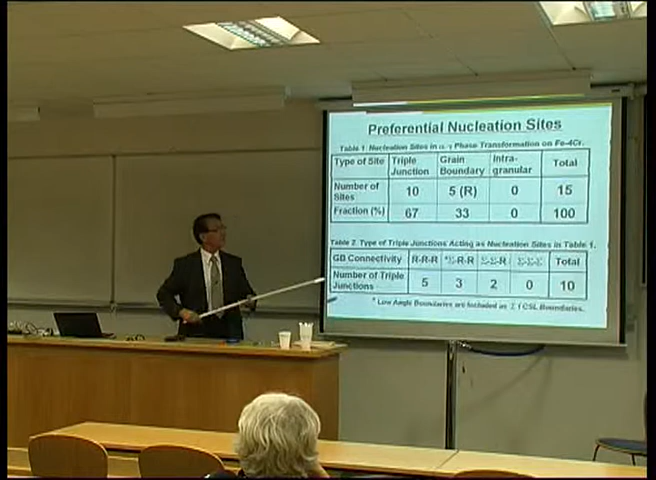 Preferential Nucleation Sites
Table 1. Nucleation Sites in α-γ Phase Transformation on Fe-4Cr.
Type of Site Triple Junction Grain Boundary Intra-granular Total
Number of Sites 10 5 (R) 0 15
Fraction (%) 67 33 0 100
Table 2. Type of Triple Junctions Acting as Nucleation Sites in Table 1.
GB Connectivity R-R-R *Σ-R-R Σ-Σ-R Σ-Σ-Σ Total
Number of Triple Junctions 5 3 2 0 10
* Low Angle Boundaries are included as Σ1 CSL Boundaries.